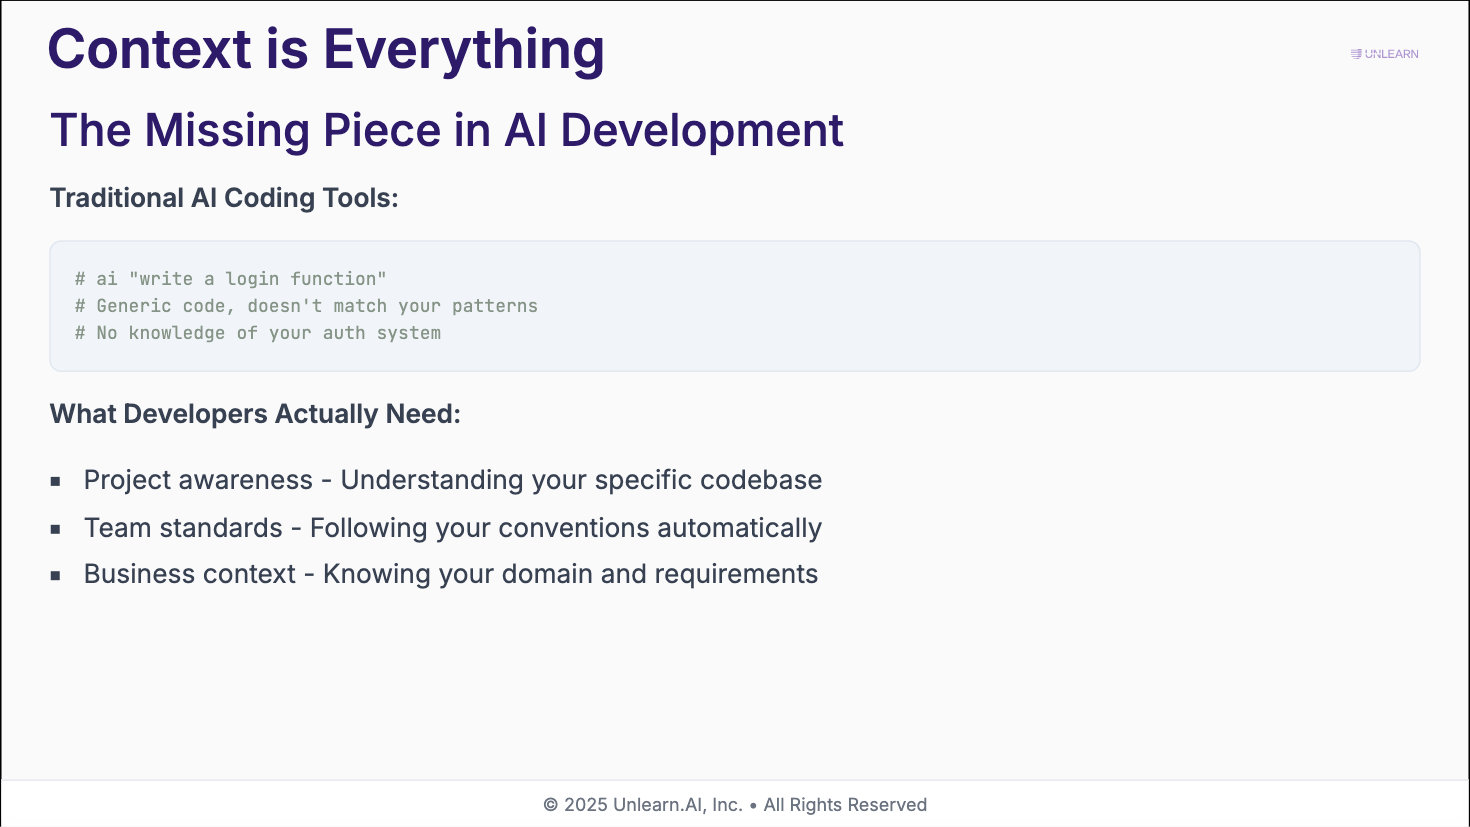 Context is Everything
UNLEARN
The Missing Piece in AI Development
Traditional AI Coding Tools:
# ai "write a login function"
# Generic code, doesn't match your patterns
# No knowledge of your auth system
What Developers Actually Need:
▪ Project awareness - Understanding your specific codebase
▪ Team standards - Following your conventions automatically
▪ Business context - Knowing your domain and requirements
© 2025 Unlearn.AI, Inc. • All Rights Reserved